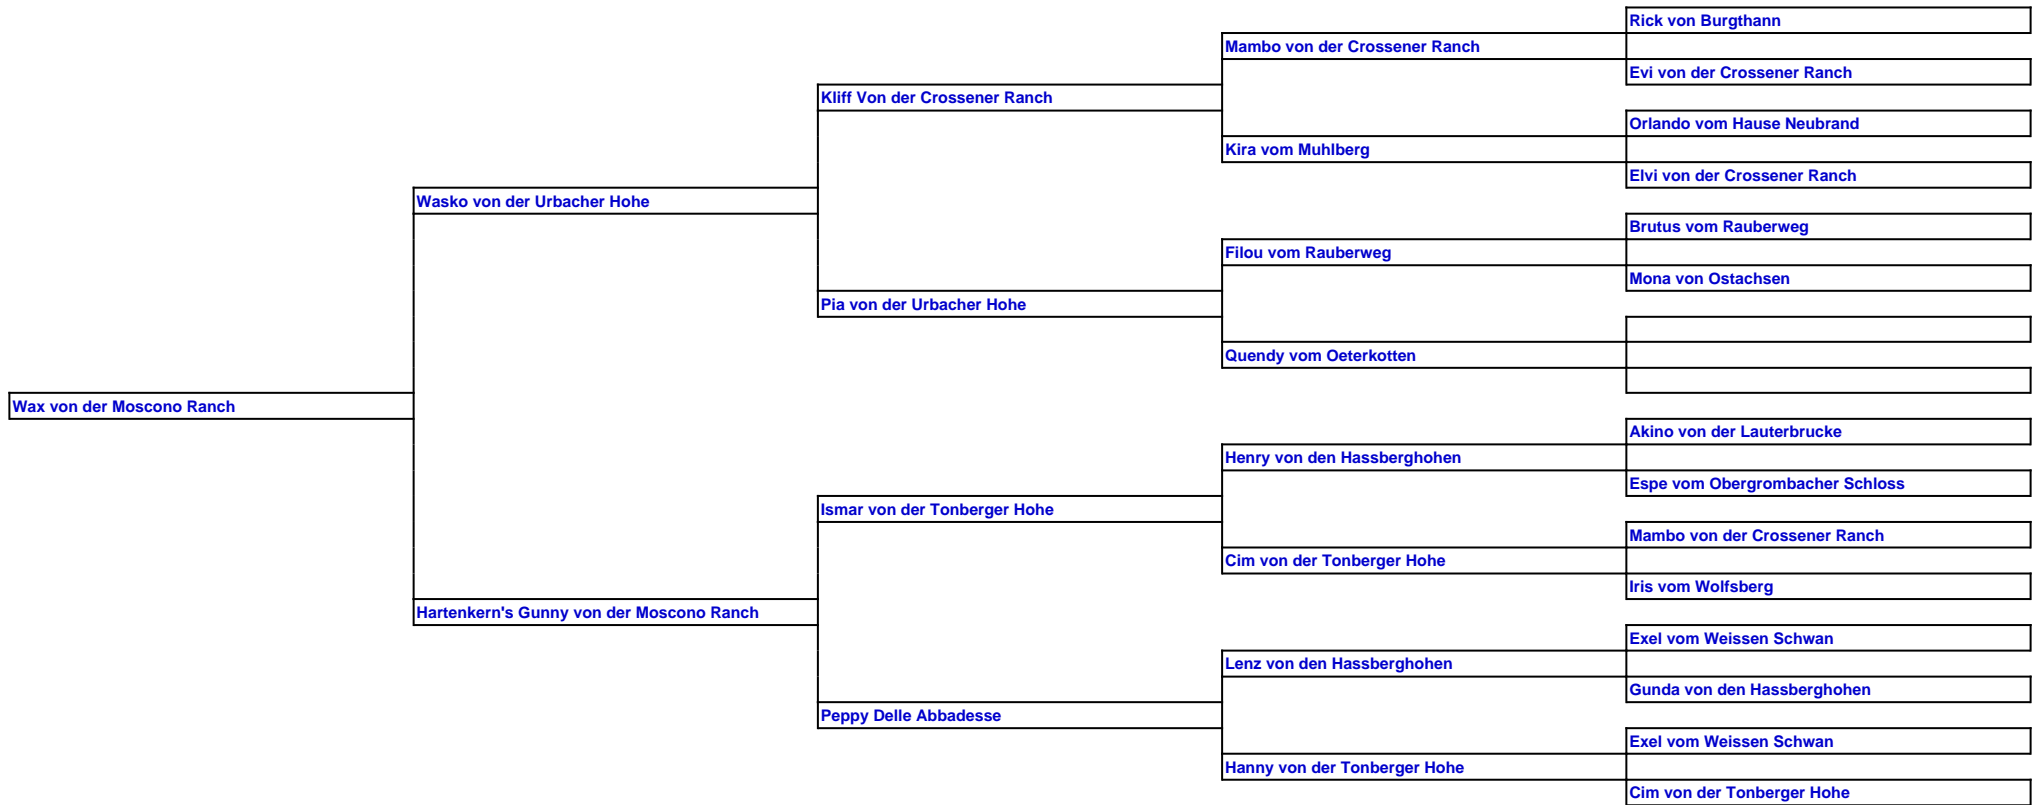 Rick von Burgthann
Mambo von der Crossener Ranch
Evi von der Crossener Ranch
Kliff Von der Crossener Ranch
Orlando vom Hause Neubrand
Kira vom Muhlberg
Elvi von der Crossener Ranch
Wasko von der Urbacher Hohe
Brutus vom Rauberweg
Filou vom Rauberweg
Mona von Ostachsen
Pia von der Urbacher Hohe
Quendy vom Oeterkotten
Wax von der Moscono Ranch
Akino von der Lauterbrucke
Henry von den Hassberghohen
Espe vom Obergrombacher Schloss
Ismar von der Tonberger Hohe
Mambo von der Crossener Ranch
Cim von der Tonberger Hohe
Iris vom Wolfsberg
Hartenkern's Gunny von der Moscono Ranch
Exel vom Weissen Schwan
Lenz von den Hassberghohen
Gunda von den Hassberghohen
Peppy Delle Abbadesse
Exel vom Weissen Schwan
Hanny von der Tonberger Hohe
Cim von der Tonberger Hohe